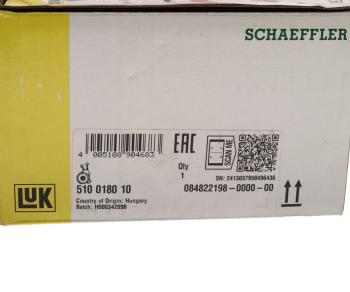 SCHAEFFLER
4 005108 904683
EAC
SCAN ME
Qty
1
SN: 2413657958496436
510 0180 10
084822198-0000-00
Country of Origin: Hungary
Batch: H000342098
LUK